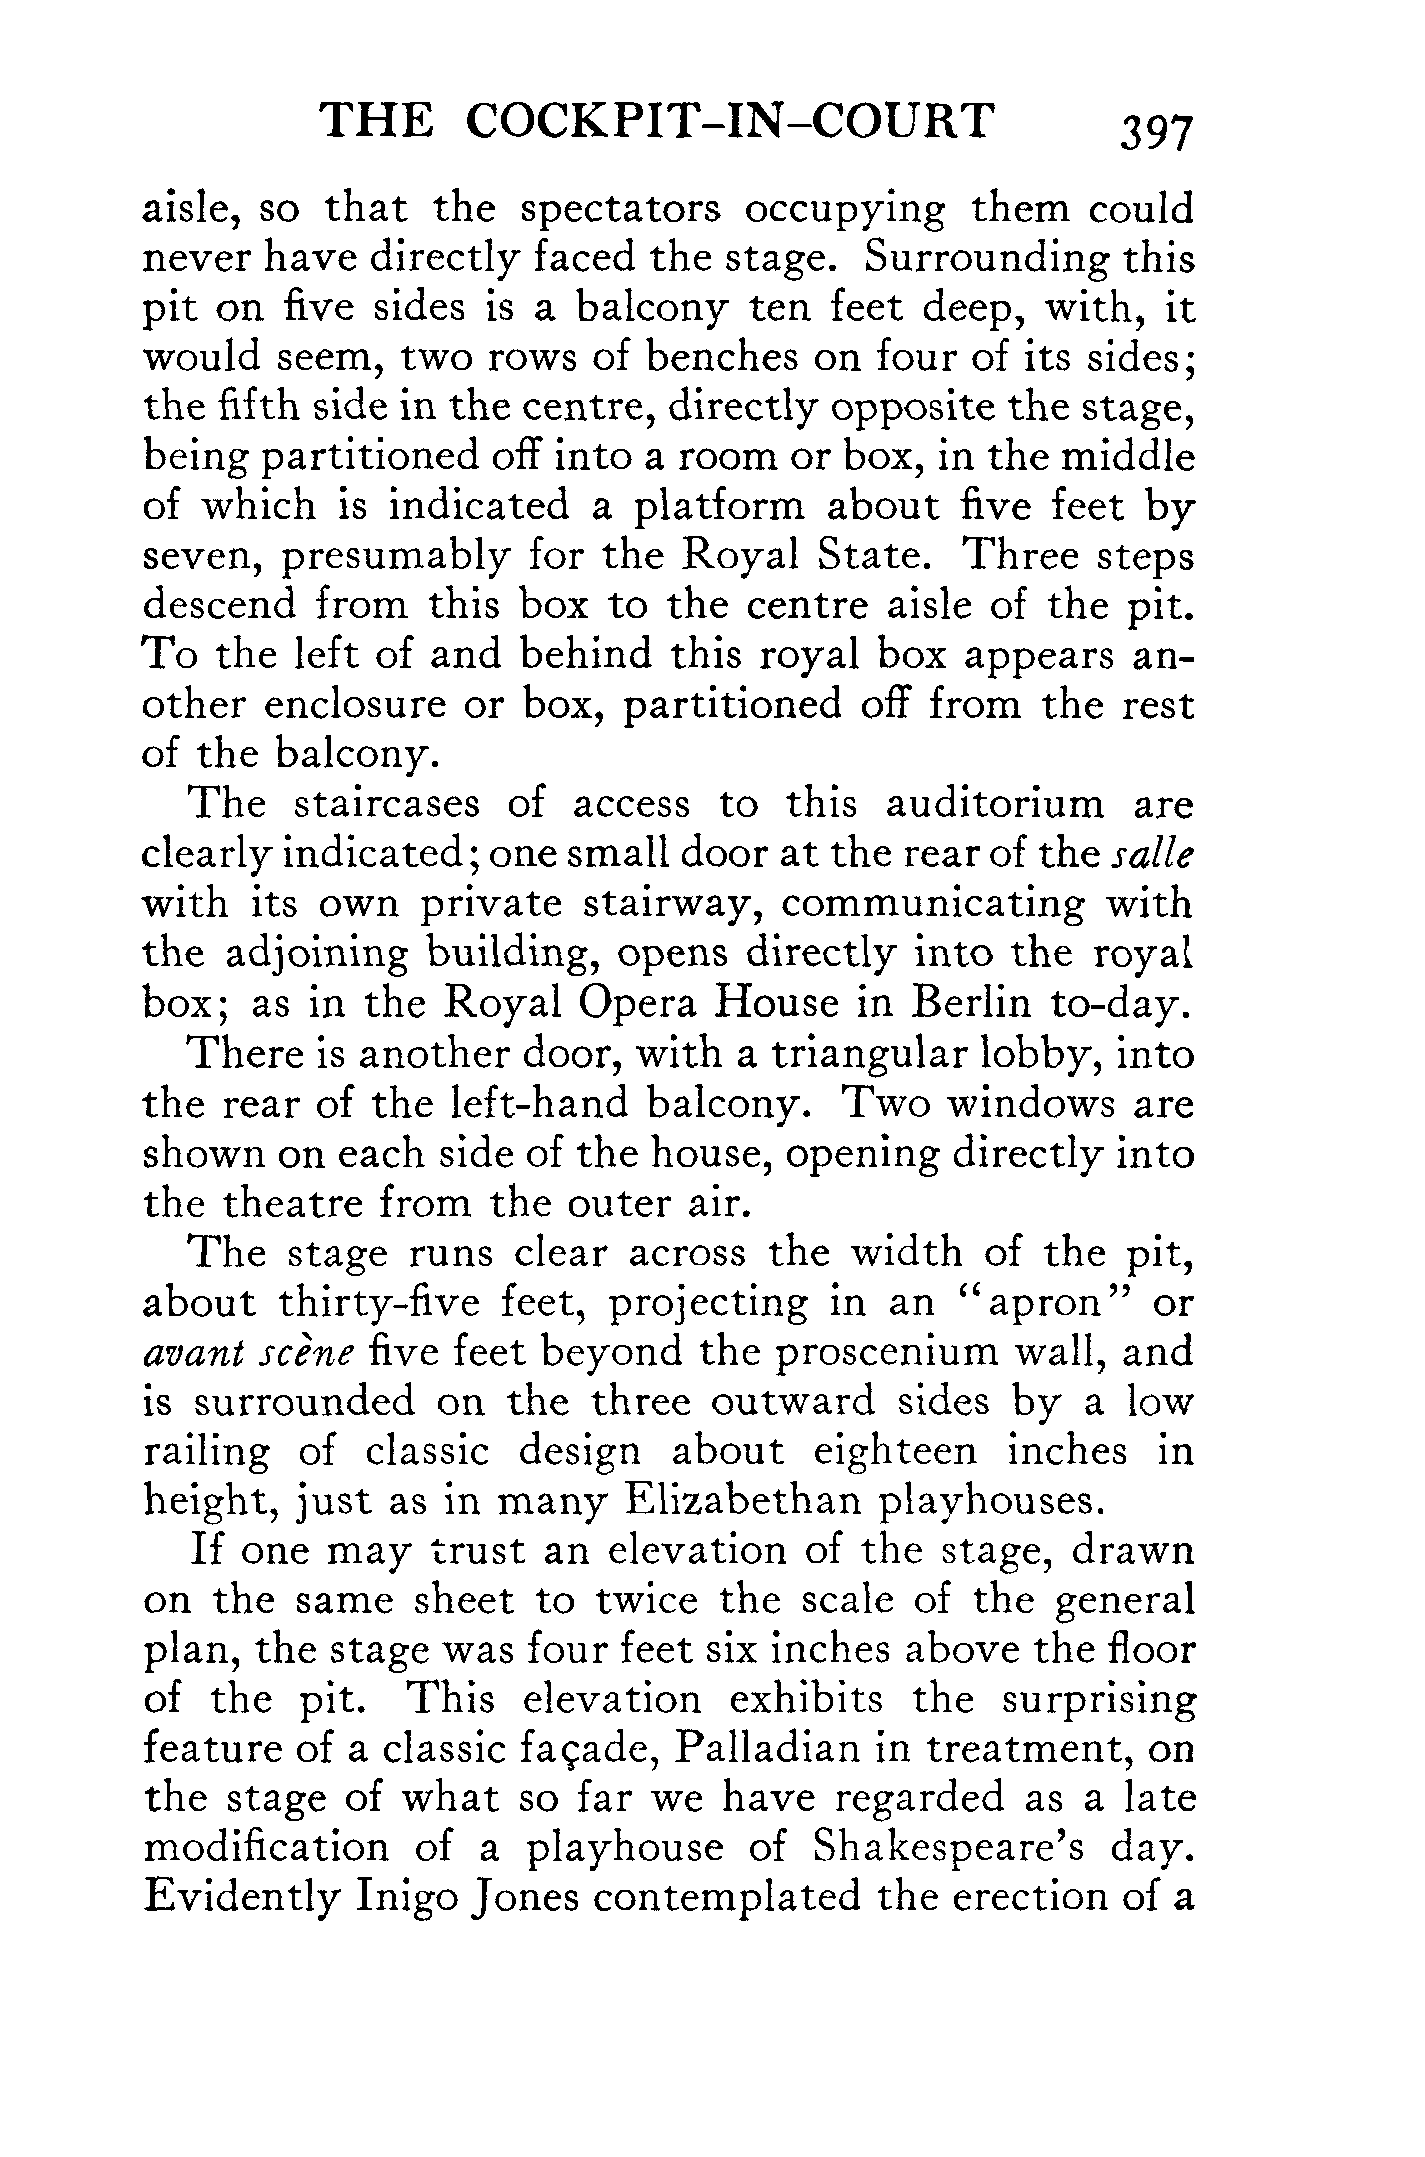 THE COCKPIT-IN-COURT 397
aisle, so that the spectators occupying them could
never have directly faced the stage. Surrounding this
pit on five sides is a balcony ten feet deep, with, it
would seem, two rows of benches on four of its sides;
the fifth side in the centre, directly opposite the stage,
being partitioned off into a room or box, in the middle
of which is indicated a platform about five feet by
seven, presumably for the Royal State. Three steps
descend from this box to the centre aisle of the pit.
To the left of and behind this royal box appears an-
other enclosure or box, partitioned off from the rest
of the balcony.
The staircases of access to this auditorium are
clearly indicated; one small door at the rear of the salle
with its own private stairway, communicating with
the adjoining building, opens directly into the royal
box; as in the Royal Opera House in Berlin to-day.
There is another door, with a triangular lobby, into
the rear of the left-hand balcony. Two windows are
shown on each side of the house, opening directly into
the theatre from the outer air.
The stage runs clear across the width of the pit,
about thirty-five feet, projecting in an “apron” or
avant scène five feet beyond the proscenium wall, and
is surrounded on the three outward sides by a low
railing of classic design about eighteen inches in
height, just as in many Elizabethan playhouses.
If one may trust an elevation of the stage, drawn
on the same sheet to twice the scale of the general
plan, the stage was four feet six inches above the floor
of the pit. This elevation exhibits the surprising
feature of a classic façade, Palladian in treatment, on
the stage of what so far we have regarded as a late
modification of a playhouse of Shakespeare’s day.
Evidently Inigo Jones contemplated the erection of a